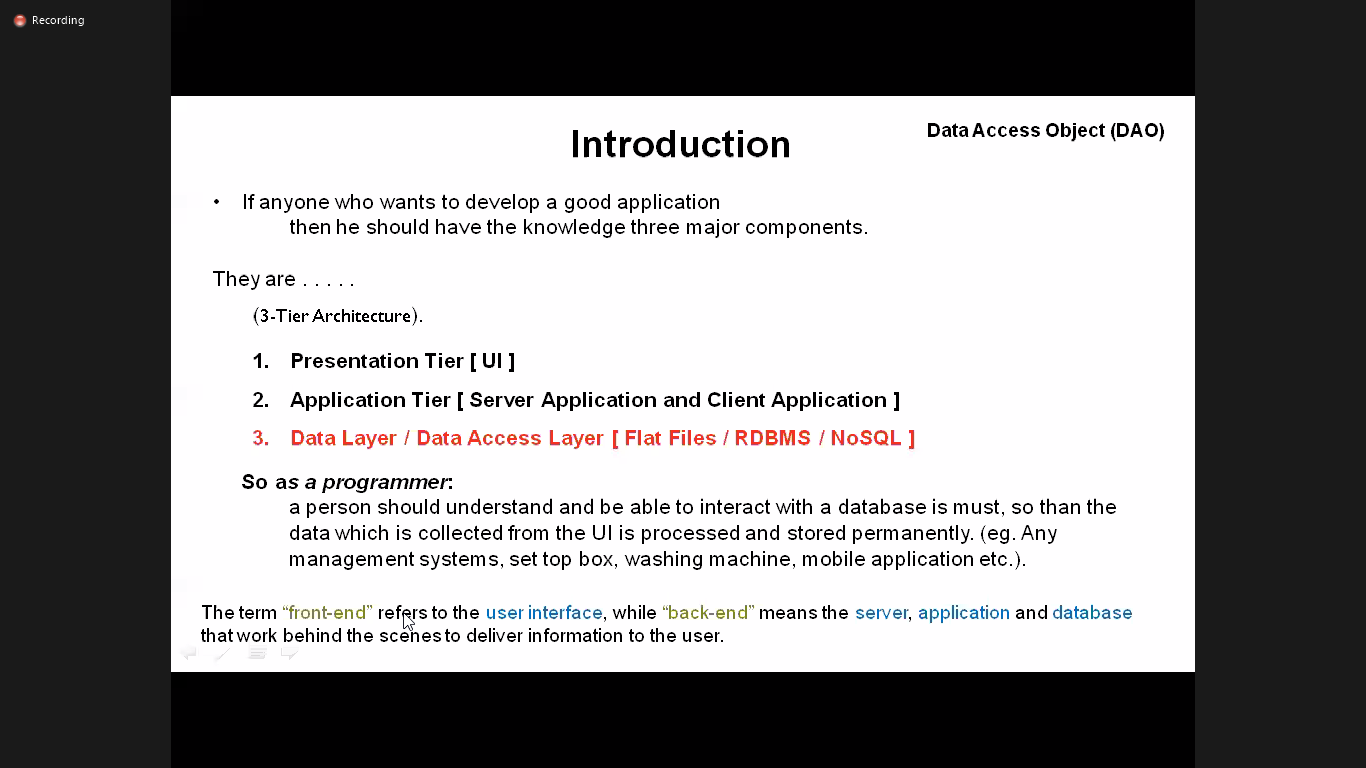 Recording
Data Access Object (DAO)
Introduction
• If anyone who wants to develop a good application
then he should have the knowledge three major components.
They are . . . . .
(3-Tier Architecture).
1. Presentation Tier [ UI ]
2. Application Tier [ Server Application and Client Application ]
3. Data Layer / Data Access Layer [ Flat Files / RDBMS / NoSQL ]
So as a programmer:
a person should understand and be able to interact with a database is must, so than the
data which is collected from the UI is processed and stored permanently. (eg. Any
management systems, set top box, washing machine, mobile application etc.).
The term “front-end” refers to the user interface, while “back-end” means the server, application and database
that work behind the scenes to deliver information to the user.